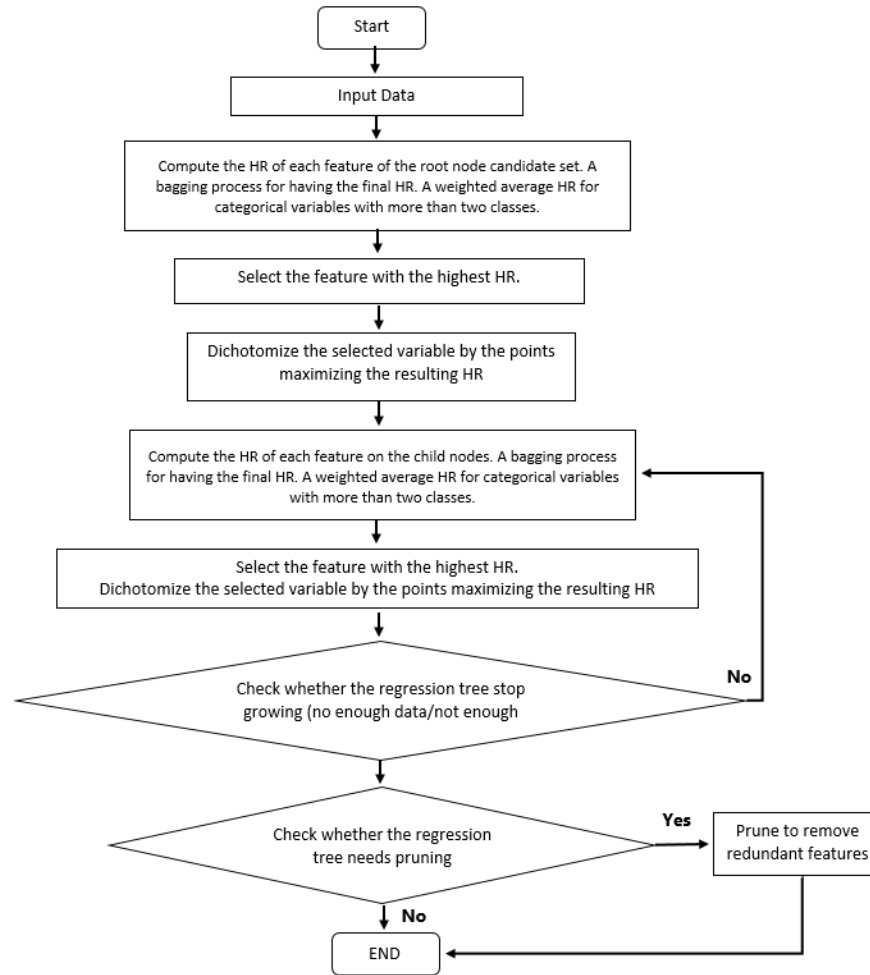 Start
Input Data
Compute the HR of each feature of the root node candidate set. A
bagging process for having the final HR. A weighted average HR for
categorical variables with more than two classes.
Select the feature with the highest HR.
Dichotomize the selected variable by the points
maximizing the resulting HR
Compute the HR of each feature on the child nodes. A bagging process
for having the final HR. A weighted average HR for categorical variables
with more than two classes.
Select the feature with the highest HR.
Dichotomize the selected variable by the points maximizing the resulting HR
No
Check whether the regression tree stop
growing (no enough data/not enough
Check whether the regression
tree needs pruning
Yes
Prune to remove
redundant features
No
END